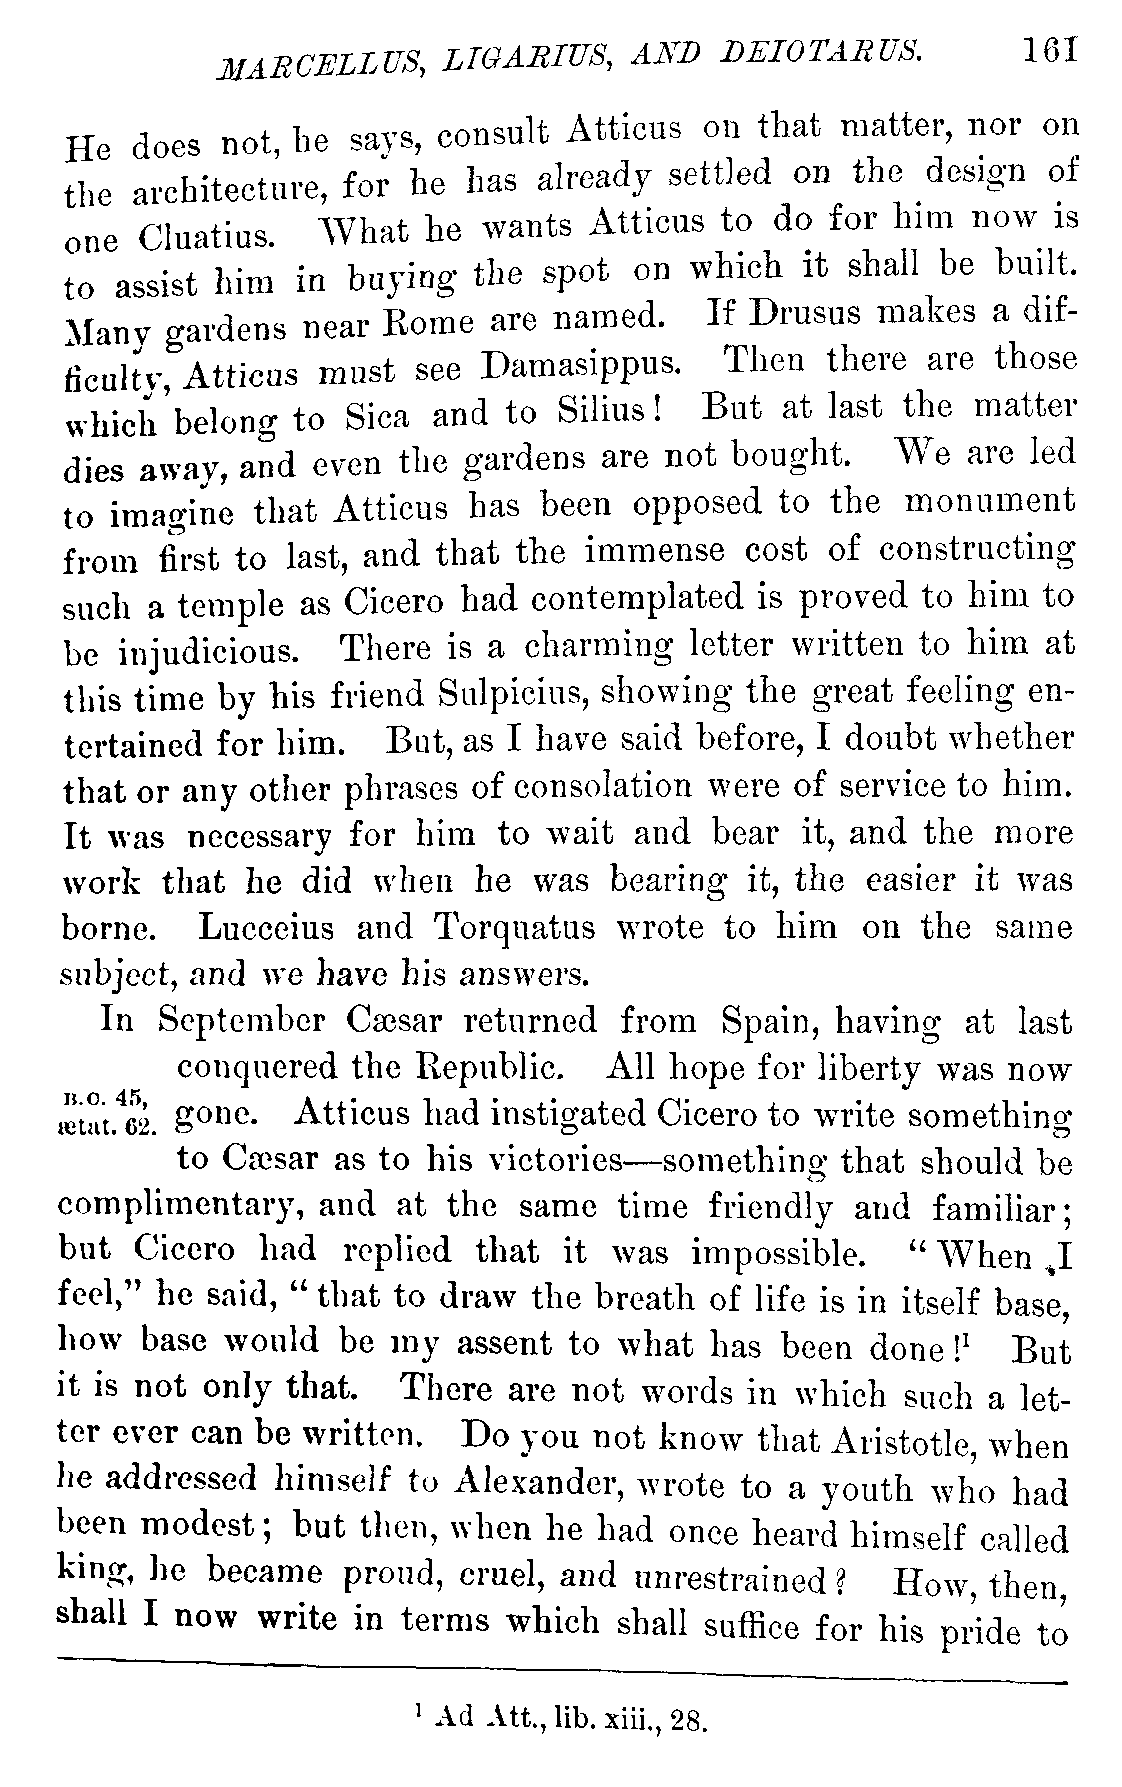 MARCELLUS, LIGARIUS, AND DEIOTARUS. 161
He does not, he says, consult Atticus on that matter, nor on
the architecture, for he has already settled on the design of
one Cluatius. What he wants Atticus to do for him now is
to assist him in buying the spot on which it shall be built.
Many gardens near Rome are named. If Drusus makes a dif-
ficulty, Atticus must see Damasippus. Then there are those
which belong to Sica and to Silius! But at last the matter
dies away, and even the gardens are not bought. We are led
to imagine that Atticus has been opposed to the monument
from first to last, and that the immense cost of constructing
such a temple as Cicero had contemplated is proved to him to
be injudicious. There is a charming letter written to him at
this time by his friend Sulpicius, showing the great feeling en-
tertained for him. But, as I have said before, I doubt whether
that or any other phrases of consolation were of service to him.
It was necessary for him to wait and bear it, and the more
work that he did when he was bearing it, the easier it was
borne. Lucceius and Torquatus wrote to him on the same
subject, and we have his answers.
In September Cæsar returned from Spain, having at last
conquered the Republic. All hope for liberty was now
B.C. 45,
ætat. 62.
gone. Atticus had instigated Cicero to write something
to Cæsar as to his victories—something that should be
complimentary, and at the same time friendly and familiar;
but Cicero had replied that it was impossible. "When I
feel," he said, "that to draw the breath of life is in itself base,
how base would be my assent to what has been done!¹ But
it is not only that. There are not words in which such a let-
ter ever can be written. Do you not know that Aristotle, when
he addressed himself to Alexander, wrote to a youth who had
been modest; but then, when he had once heard himself called
king, he became proud, cruel, and unrestrained? How, then,
shall I now write in terms which shall suffice for his pride to
¹ Ad Att., lib. xiii., 28.